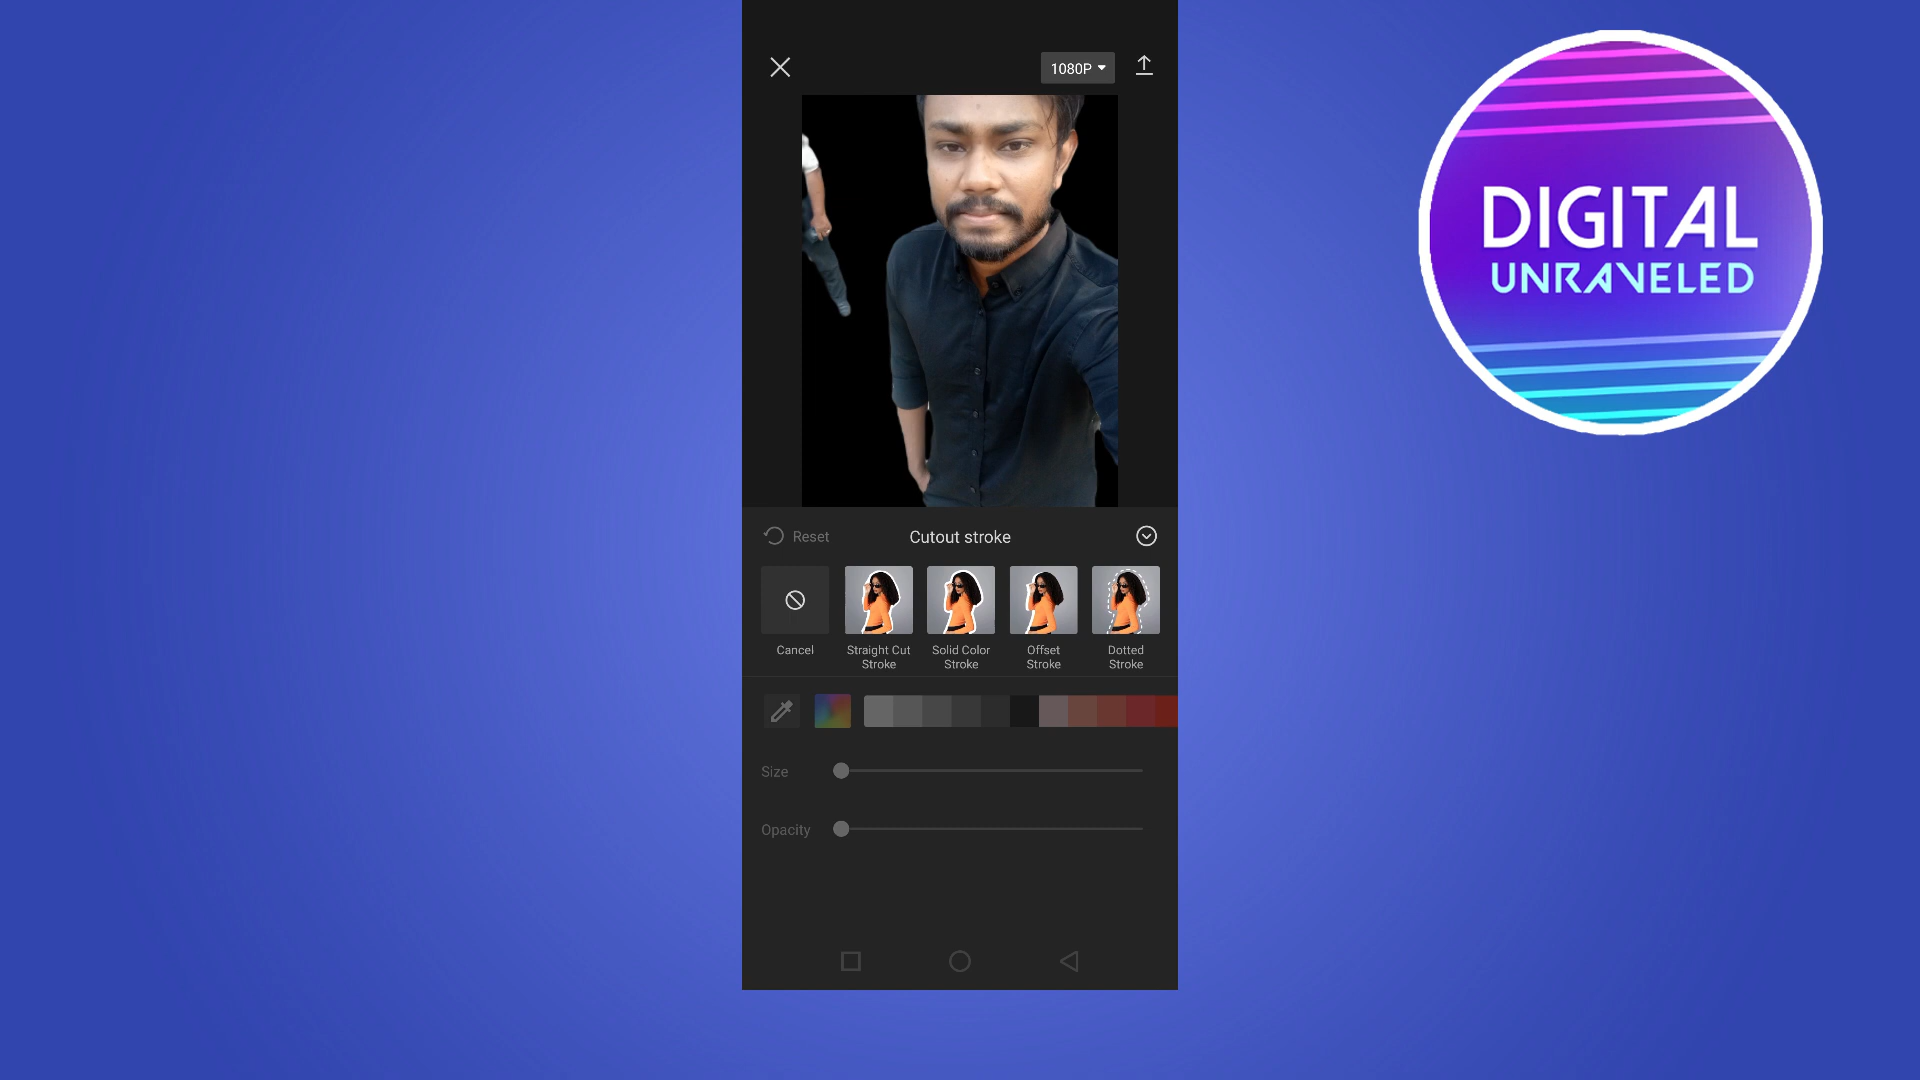 1080P
DIGITAL
UNRAVELED
Reset
Cutout stroke
Cancel
Straight Cut
Stroke
Solid Color
Stroke
Offset
Stroke
Dotted
Stroke
Size
Opacity